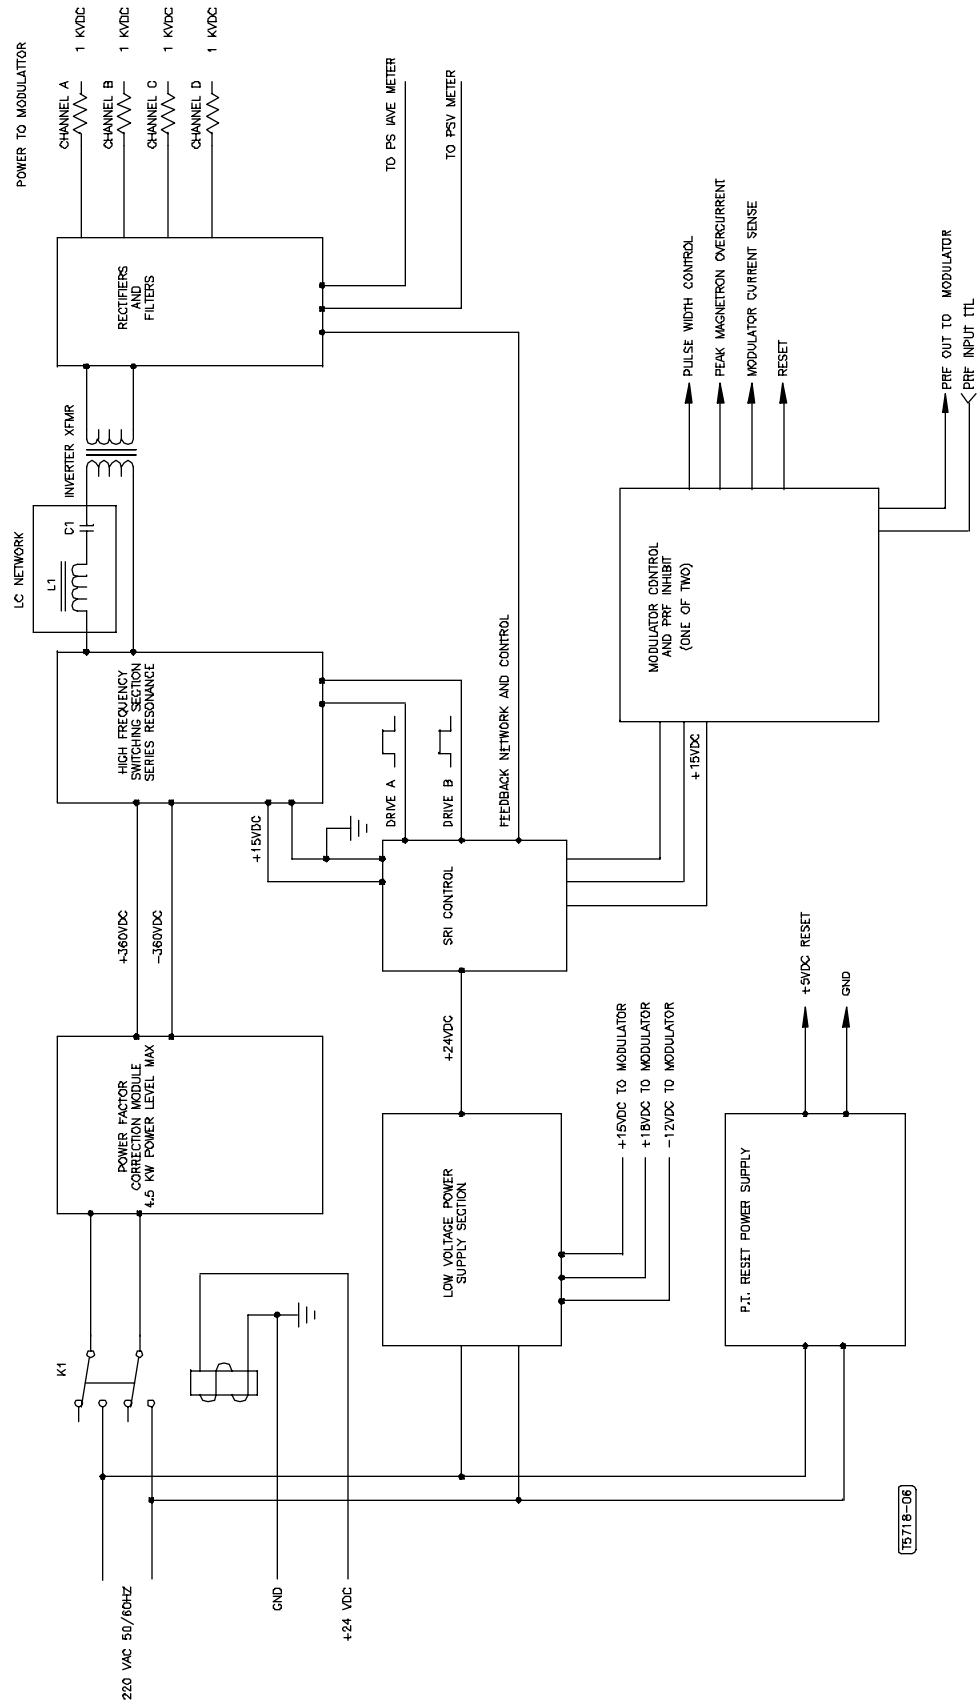 POWER TO MODULATTOR
CHANNEL A
1 KVDC
CHANNEL B
1 KVDC
CHANNEL C
1 KVDC
CHANNEL D
1 KVDC
TO PS IAVE METER
TO PSV METER
RECTIFIERS
AND
FILTERS
INVERTER XFMR
LC NETWORK
L1
C1
HIGH FREQUENCY
SWITCHING SECTION
SERIES RESONANCE
+360VDC
-360VDC
POWER FACTOR
CORRECTION MODULE
4.5 KW POWER LEVEL MAX
K1
220 VAC 50/60HZ
GND
+24 VDC
+15VDC
DRIVE A
DRIVE B
FEEDBACK NETWORK AND CONTROL
SRI CONTROL
+24VDC
LOW VOLTAGE POWER
SUPPLY SECTION
+15VDC TO MODULATOR
+18VDC TO MODULATOR
-12VDC TO MODULATOR
MODULATOR CONTROL
AND PRF INHIBIT
(ONE OF TWO)
+15VDC
PULSE WIDTH CONTROL
PEAK MAGNETRON OVERCURRENT
MODULATOR CURRENT SENSE
RESET
PRF OUT TO MODULATOR
PRF INPUT TTL
P.T. RESET POWER SUPPLY
+5VDC RESET
GND
T5718-06